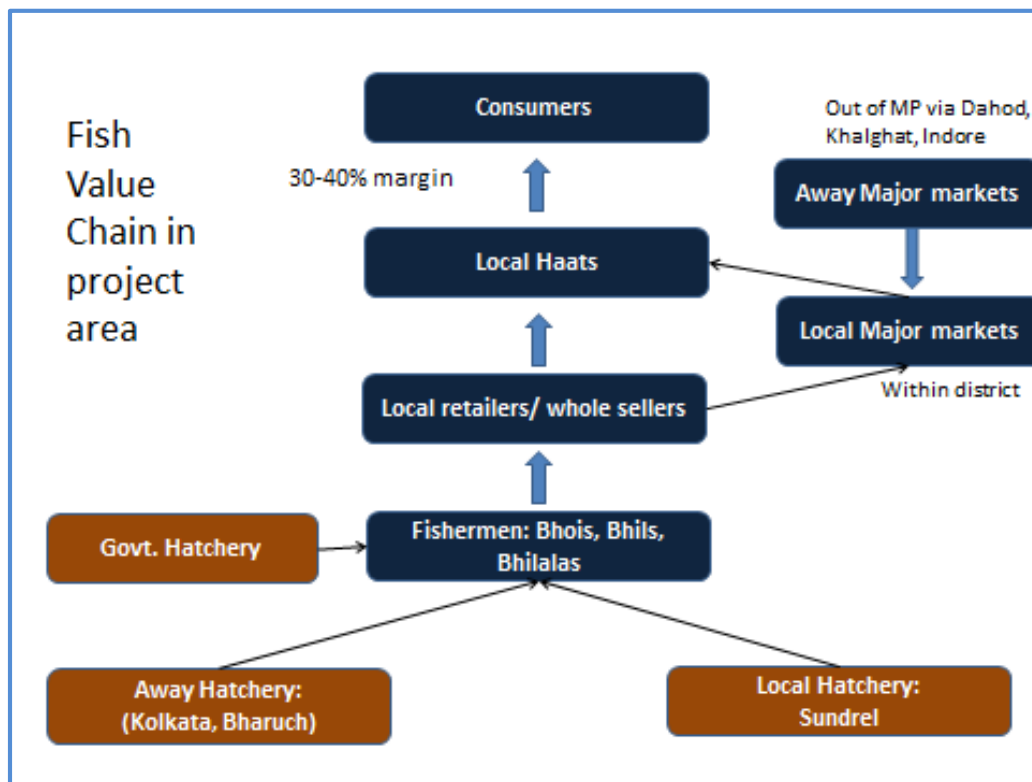 Fish
Value
Chain in
project
area
Consumers
Out of MP via Dahod,
Khalghat, Indore
30-40% margin
Away Major markets
Local Haats
Local Major markets
Within district
Local retailers/ whole sellers
Govt. Hatchery
Fishermen: Bhois, Bhils,
Bhilalas
Away Hatchery:
(Kolkata, Bharuch)
Local Hatchery:
Sundrel